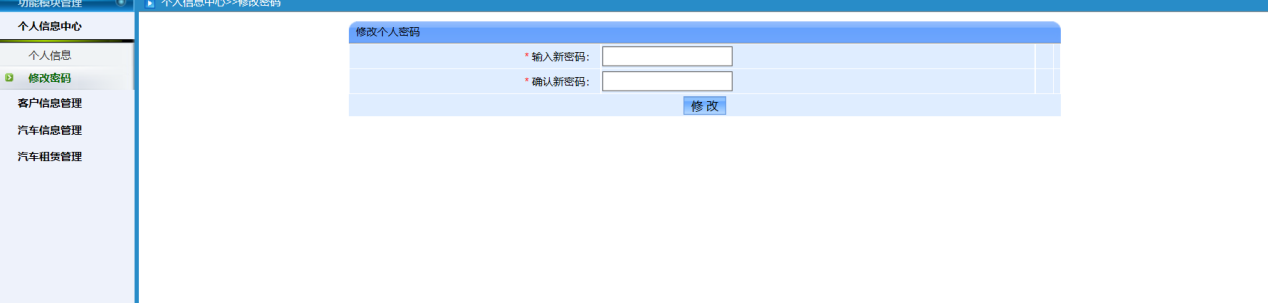 功能模块管理
个人信息中心>>修改密码
个人信息中心
个人信息
修改密码
客户信息管理
汽车信息管理
汽车租赁管理
修改个人密码
* 输入新密码：
* 确认新密码：
修 改